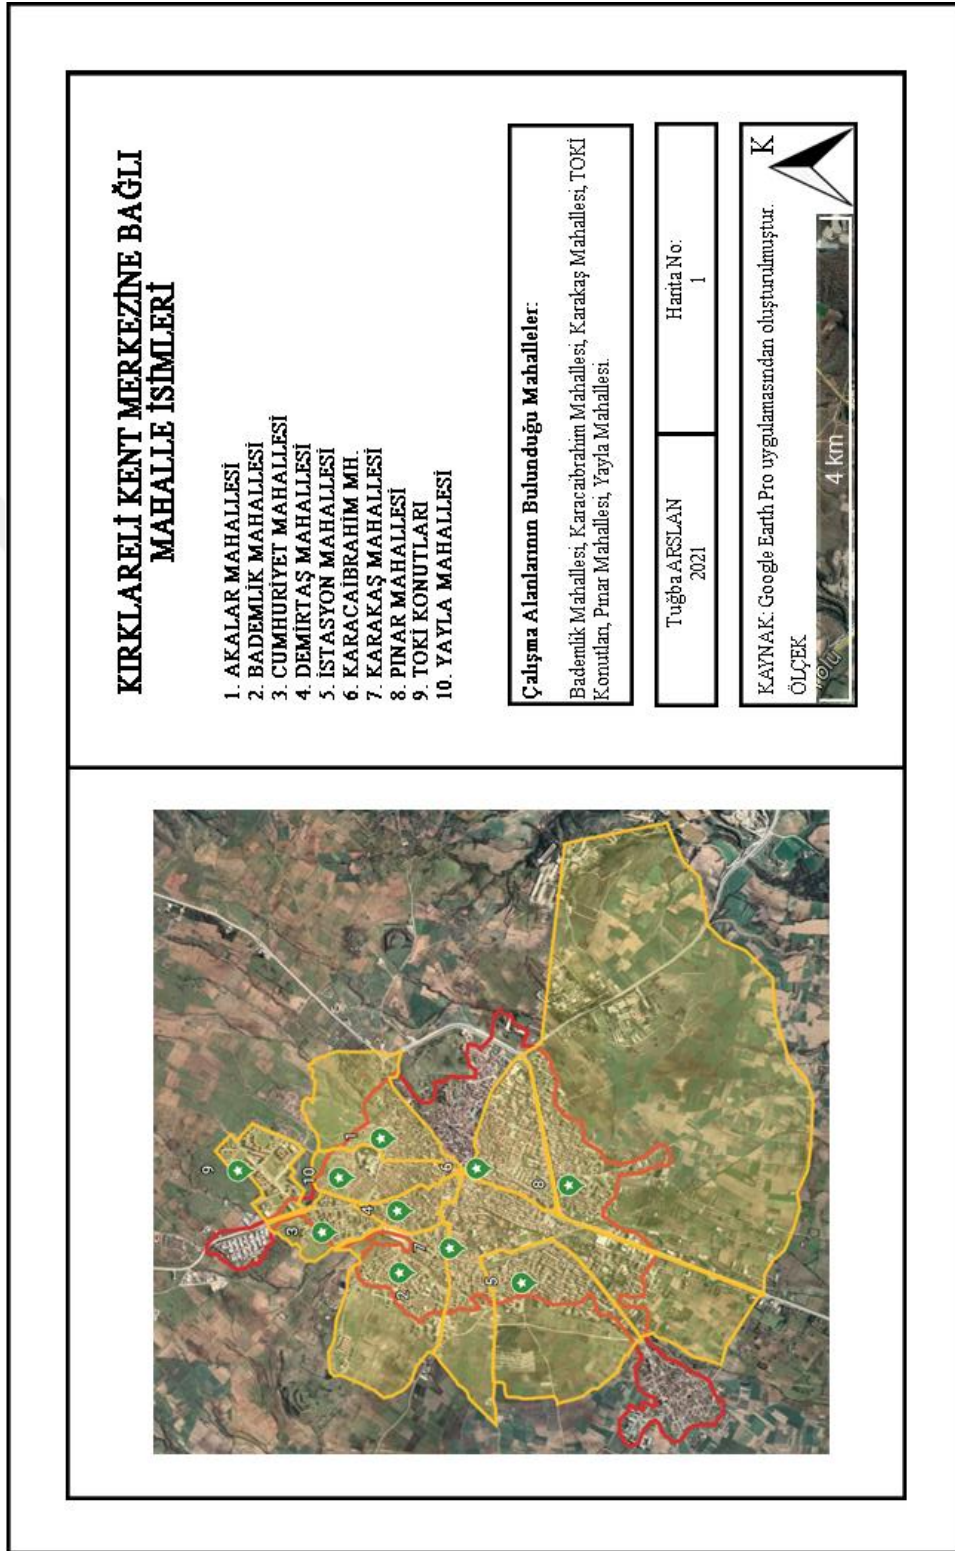 KIRKLARELİ KENT MERKEZİNE BAĞLI
MAHALLE İSİMLERİ
1. AKALAR MAHALLESİ
2. BADEMLİK MAHALLESİ
3. CUMHURİYET MAHALLESİ
4. DEMİRTAŞ MAHALLESİ
5. İSTASYON MAHALLESİ
6. KARACAİBRAHİM MH.
7. KARAKAŞ MAHALLESİ
8. PINAR MAHALLESİ
9. TOKİ KONUTLARI
10. YAYLA MAHALLESİ
Çalışma Alanlarının Bulunduğu Mahalleler:
Bademlik Mahallesi, Karacaibrahim Mahallesi, Karakaş Mahallesi, TOKİ
Konutları, Pınar Mahallesi, Yayla Mahallesi.
Tuğba ARSLAN
2021
Harita No:
1
KAYNAK: Google Earth Pro uygulamasından oluşturulmuştur.
ÖLÇEK
K
4 km
9
10
1
3
4
6
7
2
8
5